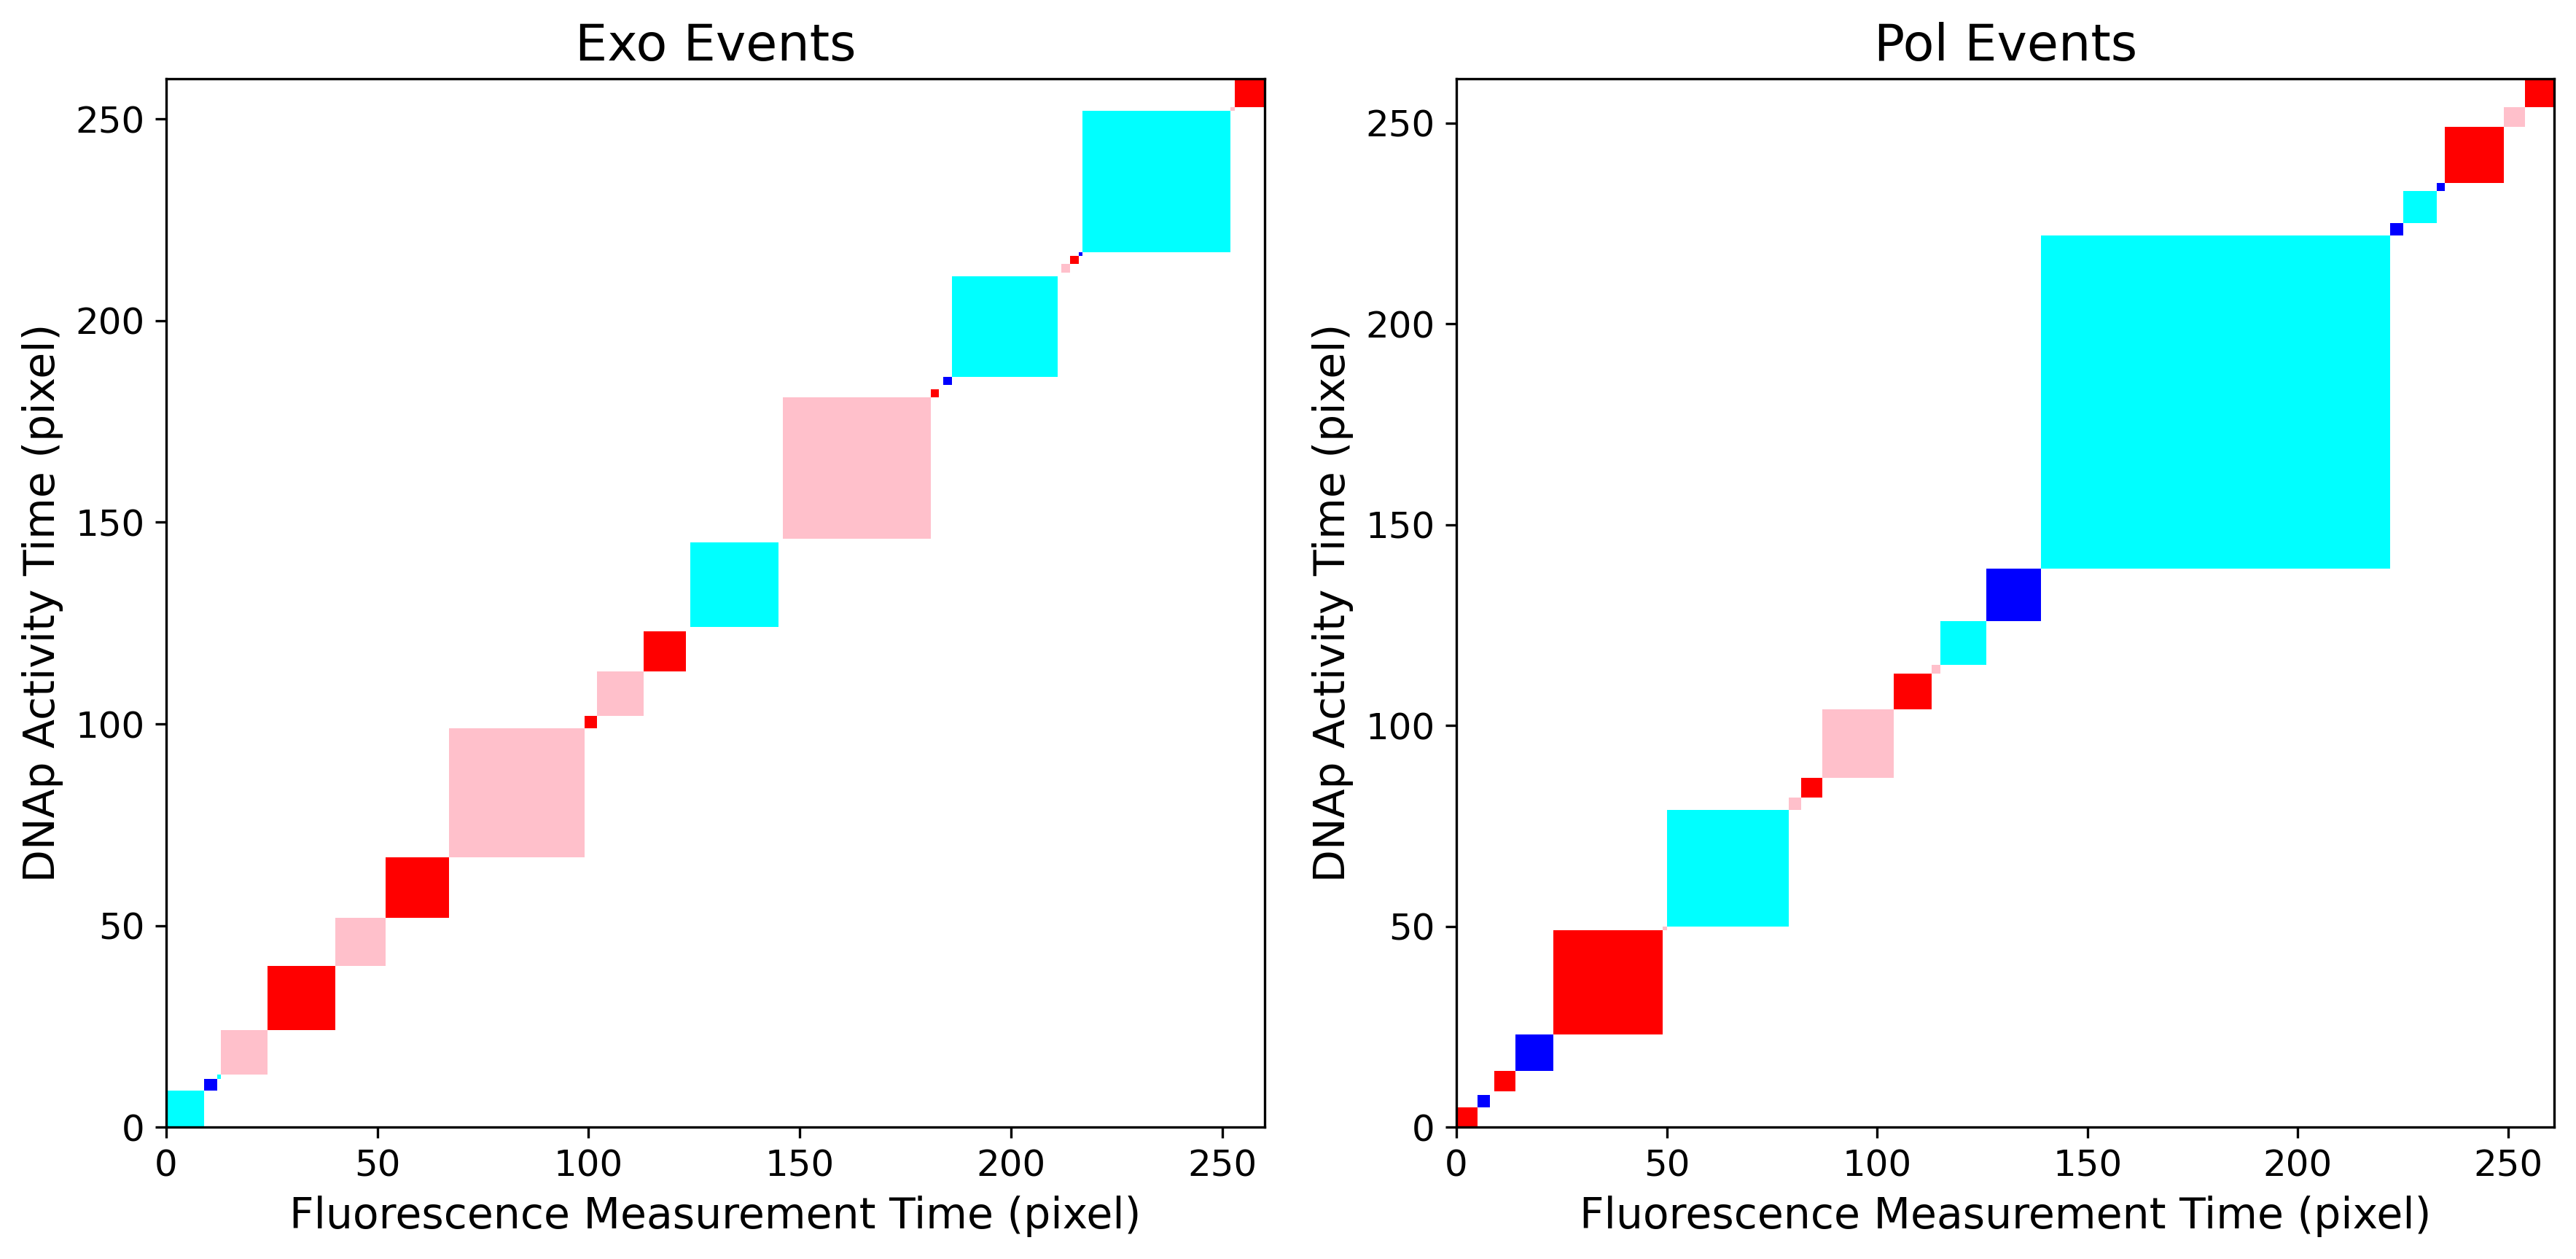 Exo Events
Pol Events
DNAp Activity Time (pixel)
250
200
150
100
50
0
0 50 100 150 200 250
Fluorescence Measurement Time (pixel)
DNAp Activity Time (pixel)
250
200
150
100
50
0
0 50 100 150 200 250
Fluorescence Measurement Time (pixel)